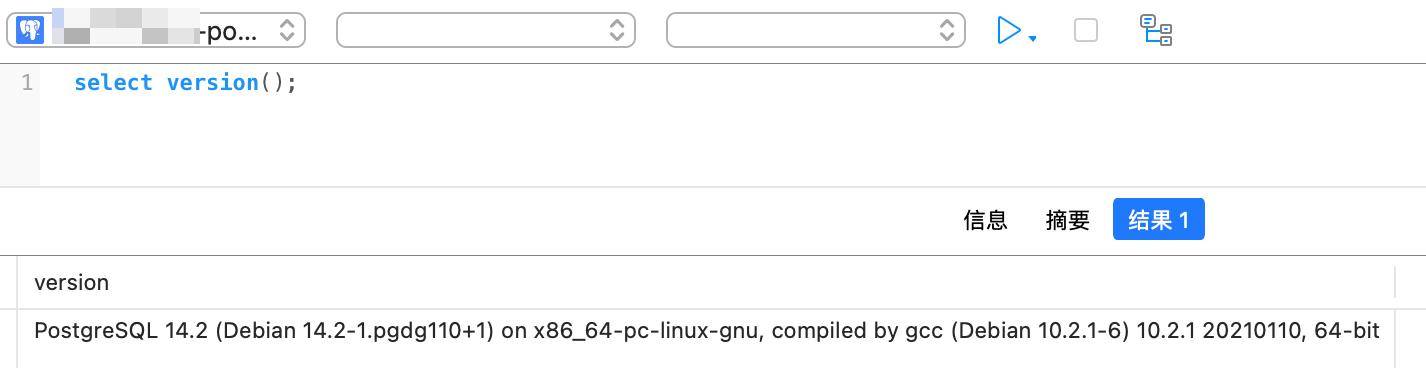 -po...
1 select version();
信息 摘要 结果 1
version
PostgreSQL 14.2 (Debian 14.2-1.pgdg110+1) on x86_64-pc-linux-gnu, compiled by gcc (Debian 10.2.1-6) 10.2.1 20210110, 64-bit